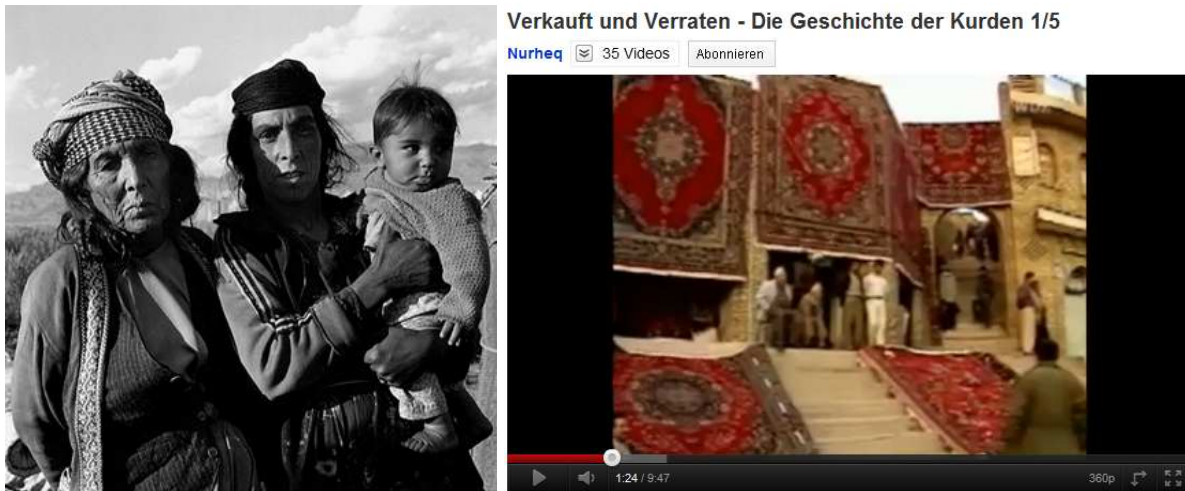 Verkauft und Verraten - Die Geschichte der Kurden 1/5
Nurheq 35 Videos Abonnieren
1:24 / 9:47 360p